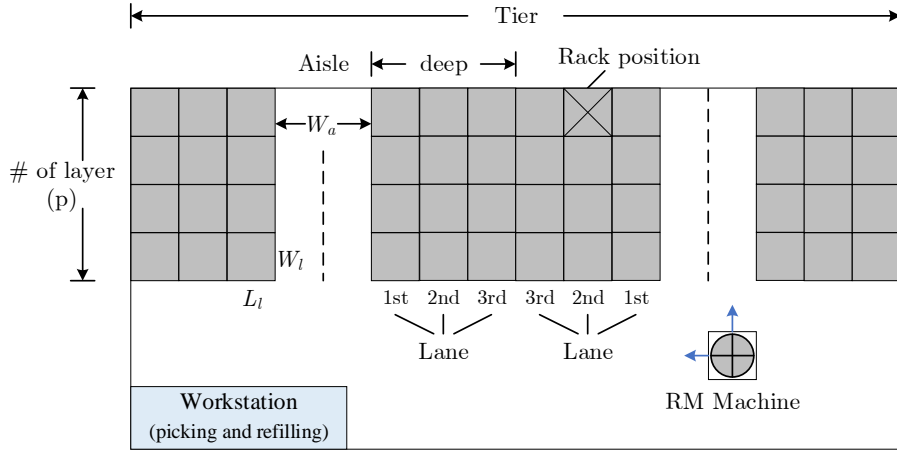 Tier
Aisle
deep
Rack position
W_a
# of layer
(p)
W_l
L_l
1st 2nd 3rd 3rd 2nd 1st
Lane Lane
RM Machine
Workstation
(picking and refilling)